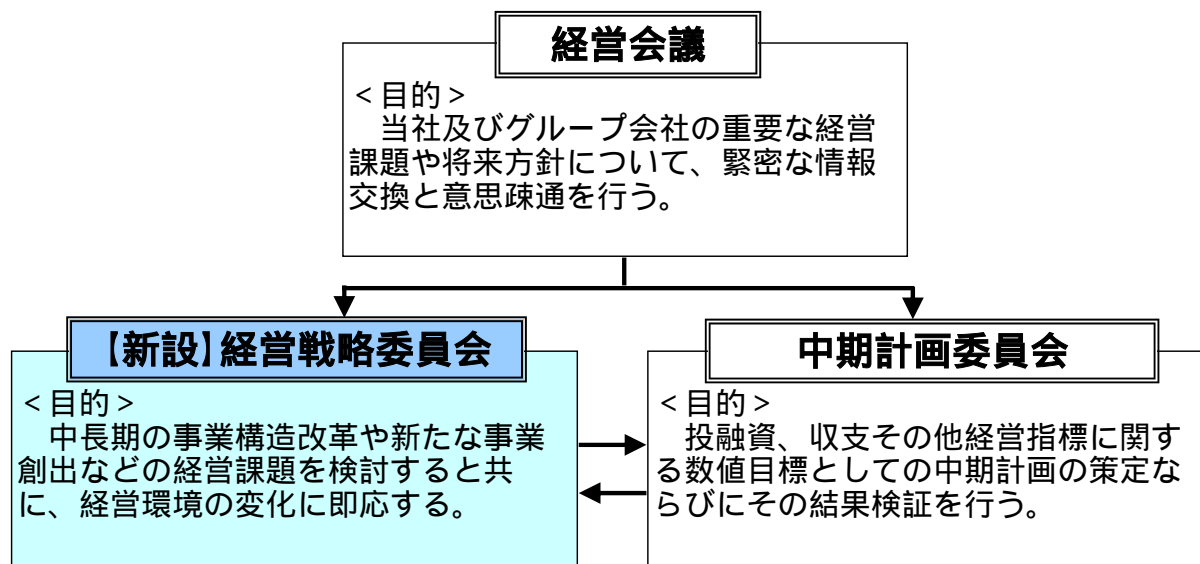 経営会議
＜目的＞
　当社及びグループ会社の重要な経営
課題や将来方針について、緊密な情報
交換と意思疎通を行う。
【新設】経営戦略委員会
＜目的＞
　中長期の事業構造改革や新たな事業
創出などの経営課題を検討すると共
に、経営環境の変化に即応する。
中期計画委員会
＜目的＞
　投融資、収支その他経営指標に関す
る数値目標としての中期計画の策定な
らびにその結果検証を行う。